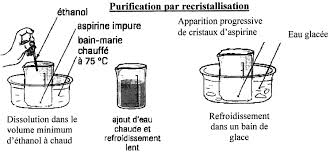 Purification par recristallisation
éthanol
aspirine impure
bain-marie
chauffé
à 75 °C
Apparition progressive
de cristaux d'aspirine
Eau glacée
Dissolution dans le
volume minimum
d'éthanol à chaud
ajout d'eau
chaude et
refroidissement
lent
Refroidissement
dans un bain de
glace